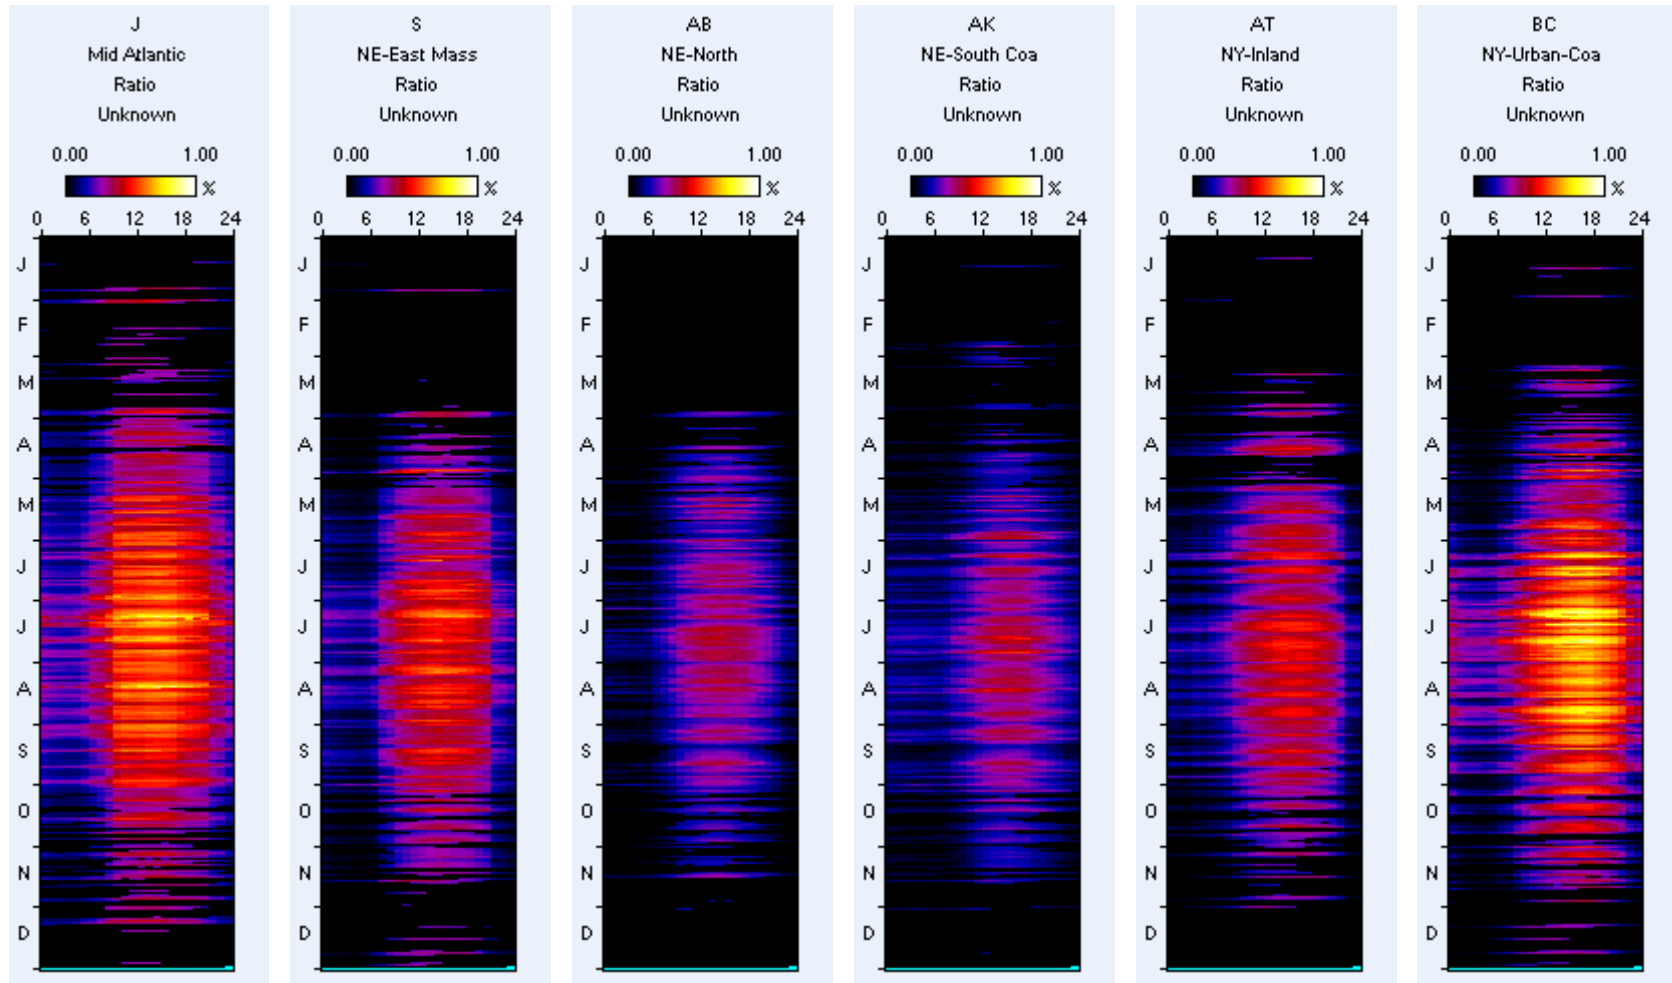 J
Mid Atlantic
Ratio
Unknown
0.00 1.00
%
0 6 12 18 24
J
F
M
A
M
J
J
A
S
O
N
D
S
NE-East Mass
Ratio
Unknown
0.00 1.00
%
0 6 12 18 24
J
F
M
A
M
J
J
A
S
O
N
D
AB
NE-North
Ratio
Unknown
0.00 1.00
%
0 6 12 18 24
J
F
M
A
M
J
J
A
S
O
N
D
AK
NE-South Coa
Ratio
Unknown
0.00 1.00
%
0 6 12 18 24
J
F
M
A
M
J
J
A
S
O
N
D
AT
NY-Inland
Ratio
Unknown
0.00 1.00
%
0 6 12 18 24
J
F
M
A
M
J
J
A
S
O
N
D
BC
NY-Urban-Coa
Ratio
Unknown
0.00 1.00
%
0 6 12 18 24
J
F
M
A
M
J
J
A
S
O
N
D